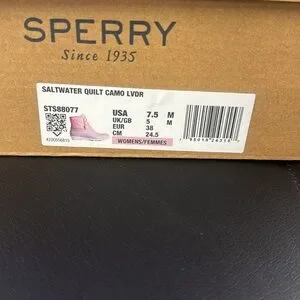 SPERRY
Since 1935
SALTWATER QUILT CAMO LVDR
STS88077
USA 7.5 M
UK/GB 5 M
EUR 38
CM 24.5
WOMENS/FEMMES